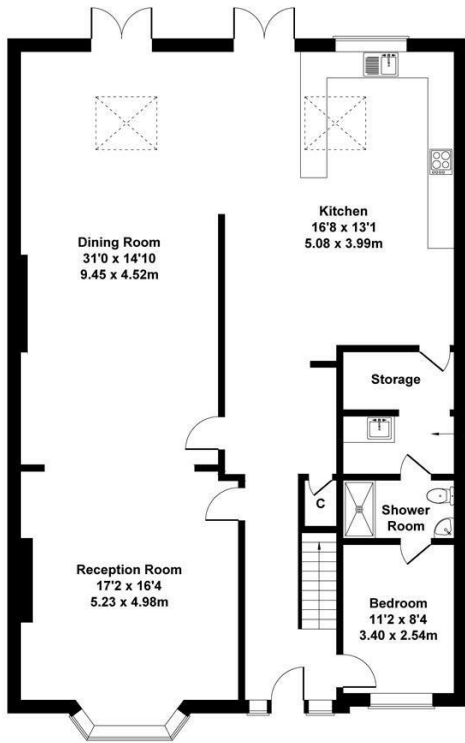 Kitchen
16'8 x 13'1
5.08 x 3.99m
Dining Room
31'0 x 14'10
9.45 x 4.52m
Storage
C
Shower
Room
Reception Room
17'2 x 16'4
5.23 x 4.98m
Bedroom
11'2 x 8'4
3.40 x 2.54m